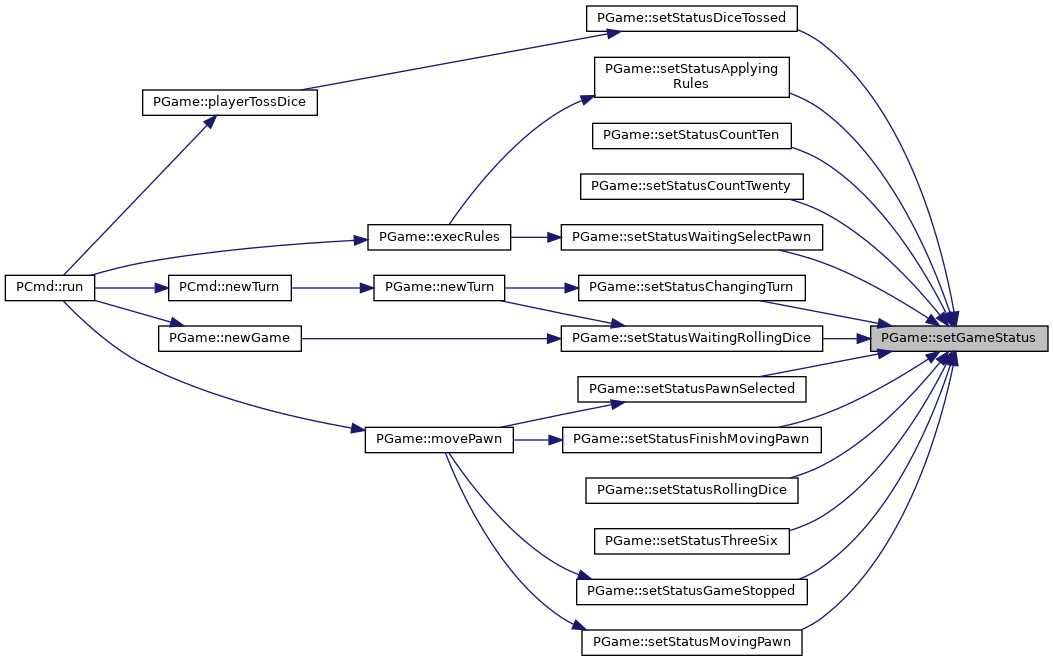 PGame::setStatusDiceTossed
PGame::setStatusApplying
Rules
PGame::playerTossDice
PGame::setStatusCountTen
PGame::setStatusCountTwenty
PGame::execRules
PGame::setStatusWaitingSelectPawn
PCmd::run
PCmd::newTurn
PGame::newTurn
PGame::setStatusChangingTurn
PGame::newGame
PGame::setStatusWaitingRollingDice
PGame::setGameStatus
PGame::setStatusPawnSelected
PGame::movePawn
PGame::setStatusFinishMovingPawn
PGame::setStatusRollingDice
PGame::setStatusThreeSix
PGame::setStatusGameStopped
PGame::setStatusMovingPawn